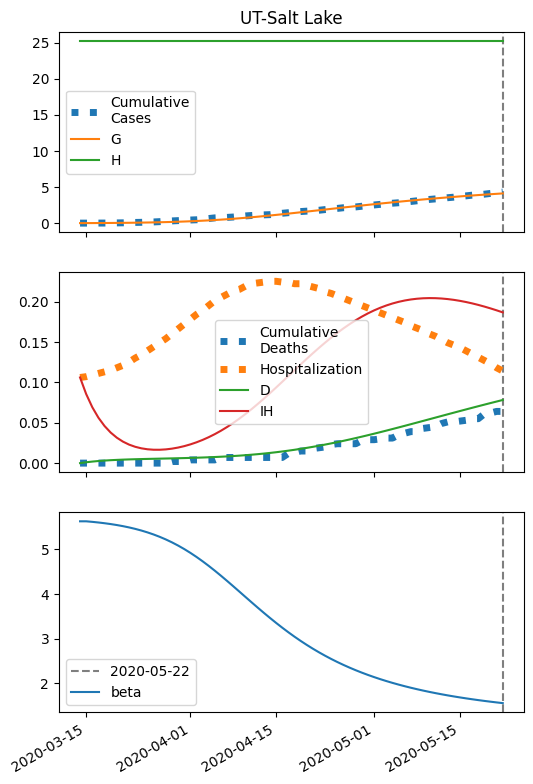 UT-Salt Lake
25
20
15
10
5
0
Cumulative
Cases
G
H
0.20
0.15
0.10
0.05
0.00
Cumulative
Deaths
Hospitalization
D
IH
5
4
3
2
2020-05-22
beta
2020-03-15
2020-04-01
2020-04-15
2020-05-01
2020-05-15